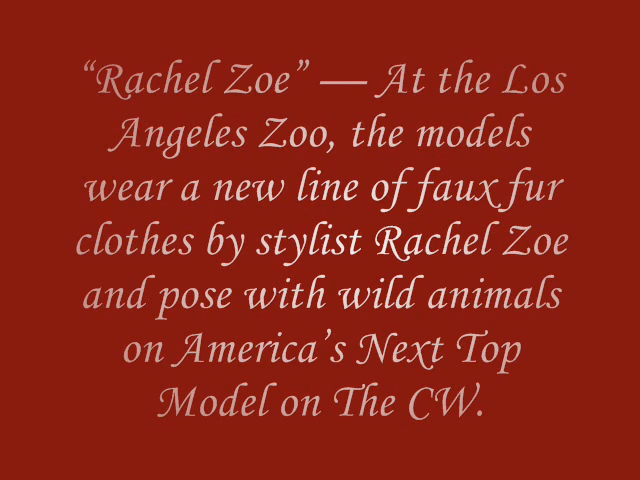 “Rachel Zoe” — At the Los
Angeles Zoo, the models
wear a new line of faux fur
clothes by stylist Rachel Zoe
and pose with wild animals
on America’s Next Top
Model on The CW.